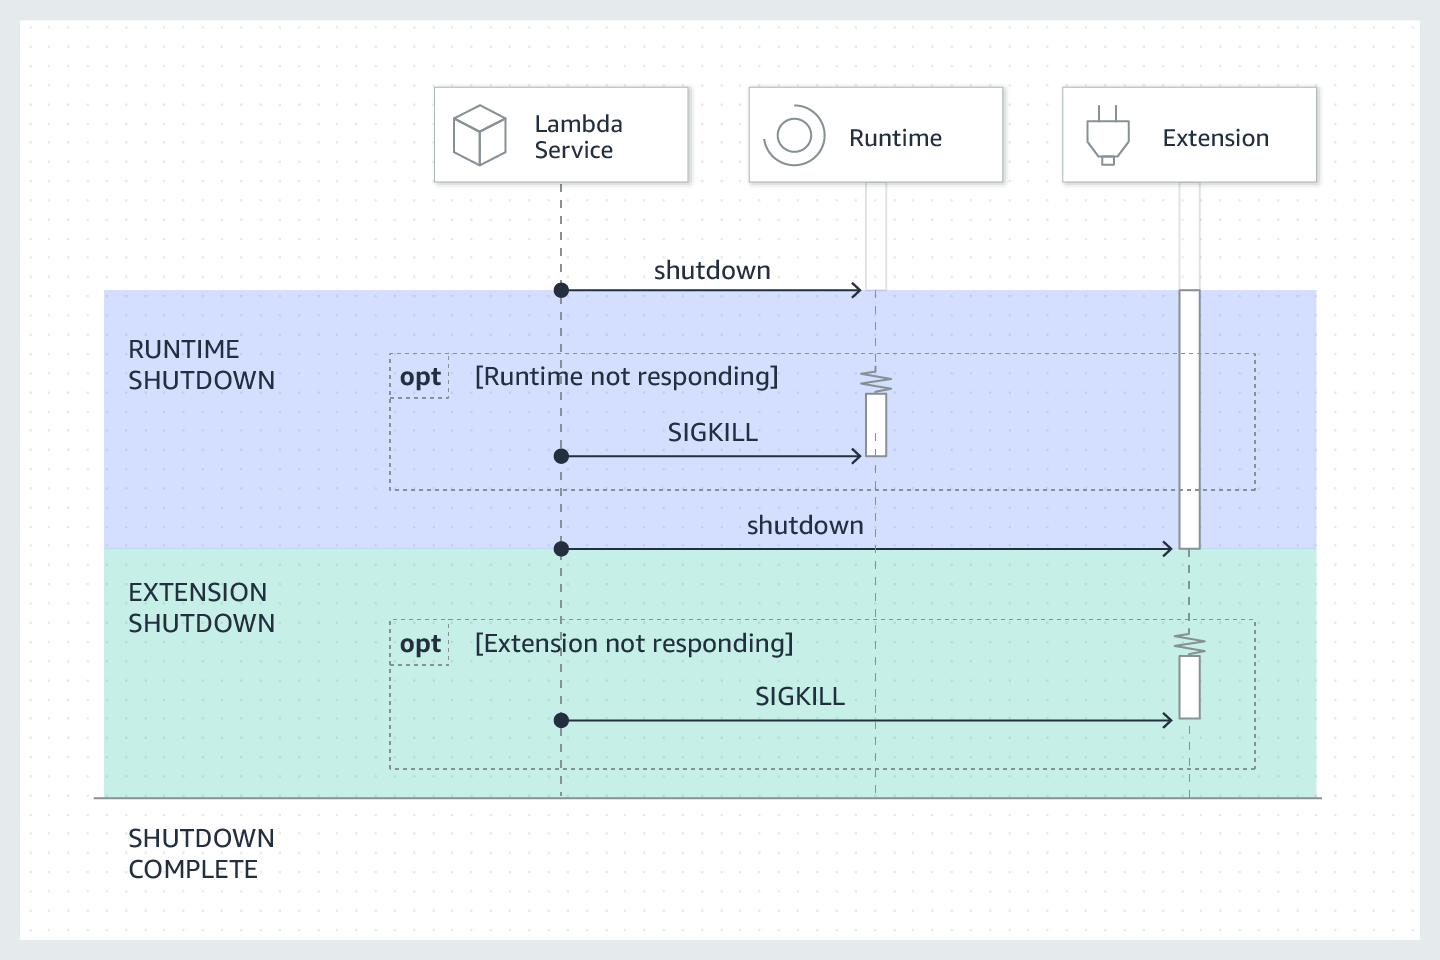 Lambda
Service
Runtime
Extension
shutdown
RUNTIME
SHUTDOWN
opt
[Runtime not responding]
SIGKILL
shutdown
EXTENSION
SHUTDOWN
opt
[Extension not responding]
SIGKILL
SHUTDOWN
COMPLETE